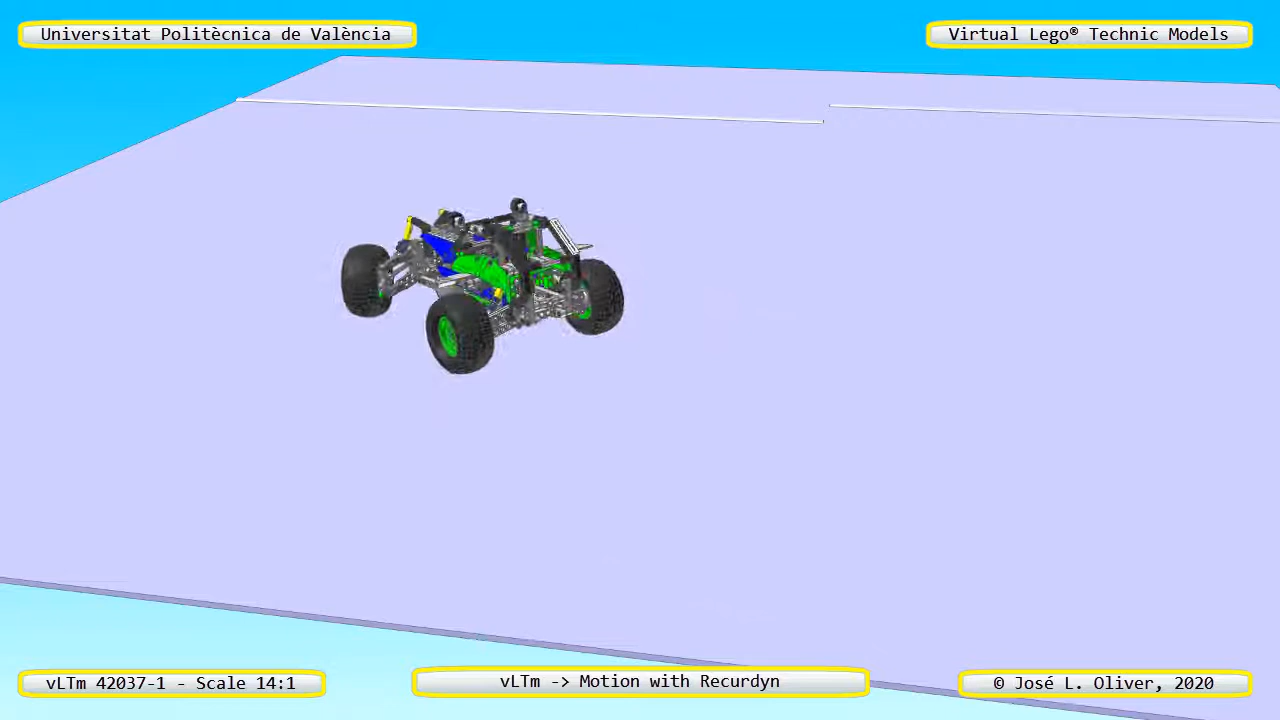 Universitat Politècnica de València
Virtual Lego® Technic Models
vLTm 42037-1 - Scale 14:1
vLTm -> Motion with Recurdyn
© José L. Oliver, 2020